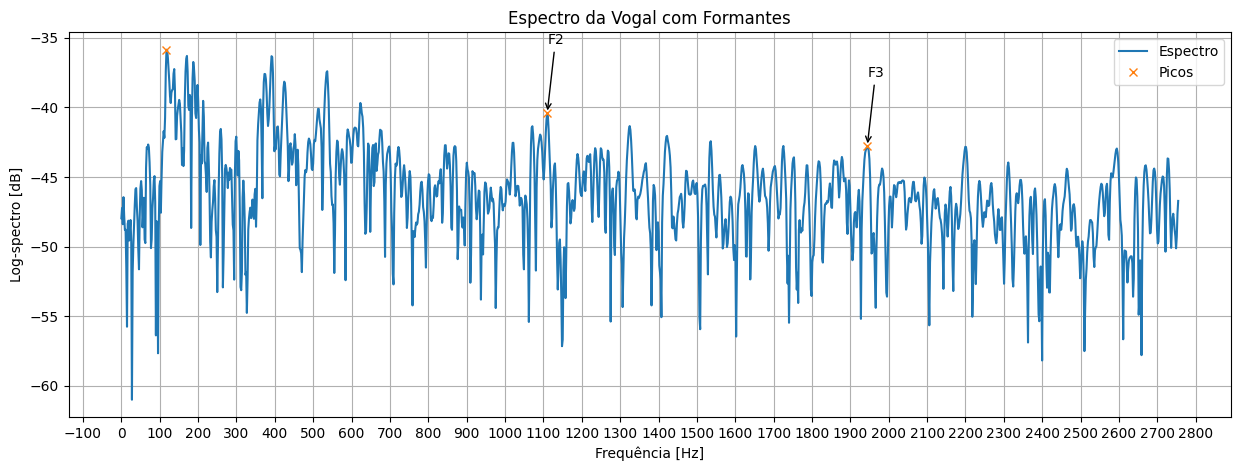 Espectro da Vogal com Formantes
F2
F3
Espectro
Picos
Log-spectro [dB]
−35
−40
−45
−50
−55
−60
−100 0 100 200 300 400 500 600 700 800 900 1000 1100 1200 1300 1400 1500 1600 1700 1800 1900 2000 2100 2200 2300 2400 2500 2600 2700 2800
Frequência [Hz]